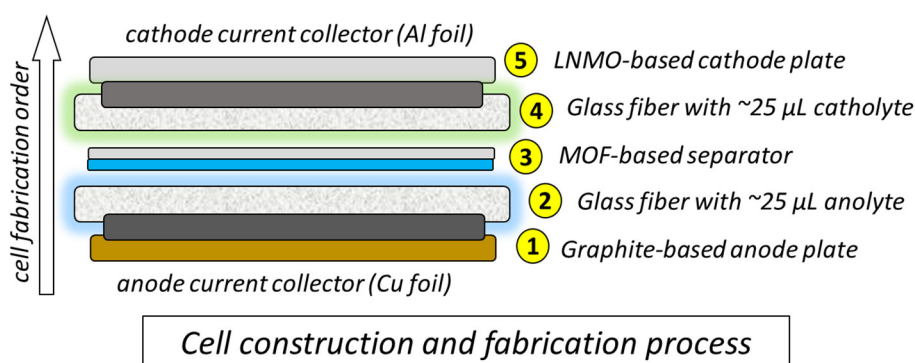 cathode current collector (Al foil)
5 LNMO-based cathode plate
4 Glass fiber with ~25 µL catholyte
3 MOF-based separator
2 Glass fiber with ~25 µL anolyte
1 Graphite-based anode plate
anode current collector (Cu foil)
cell fabrication order
Cell construction and fabrication process